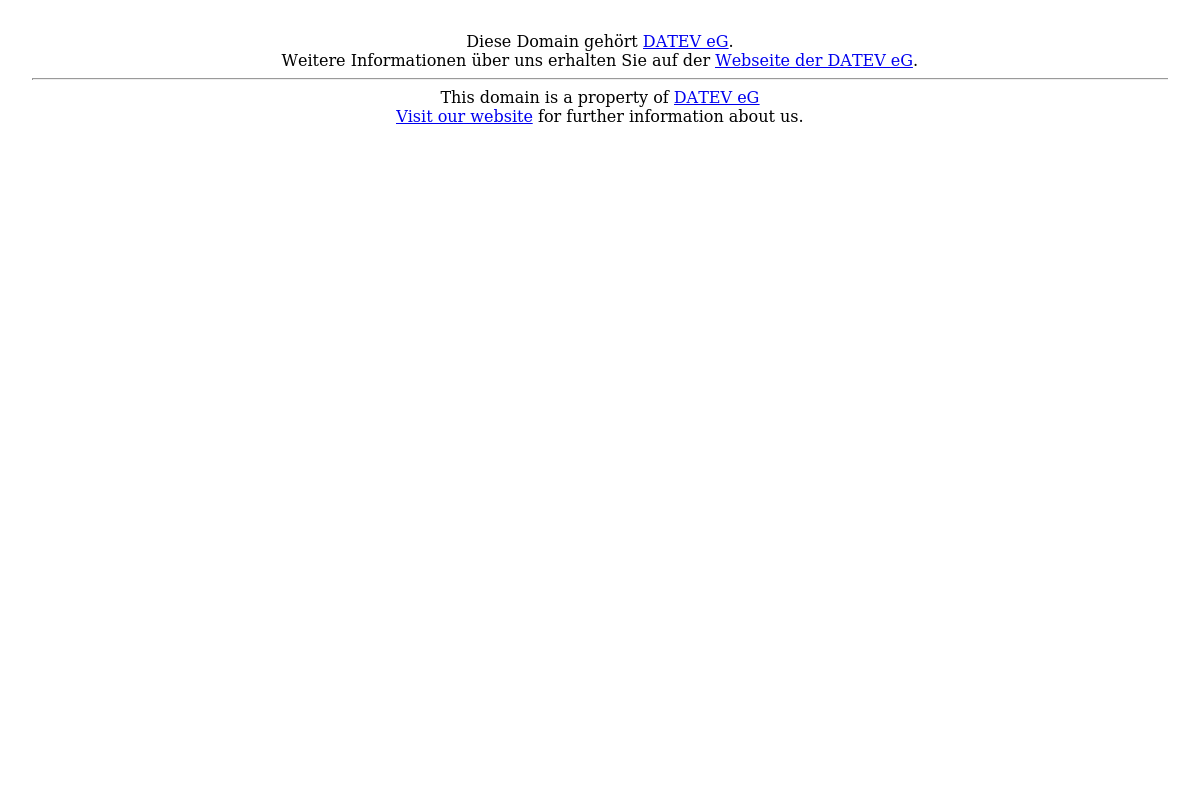 Diese Domain gehört DATEV eG.
Weitere Informationen über uns erhalten Sie auf der Webseite der DATEV eG.
This domain is a property of DATEV eG
Visit our website for further information about us.